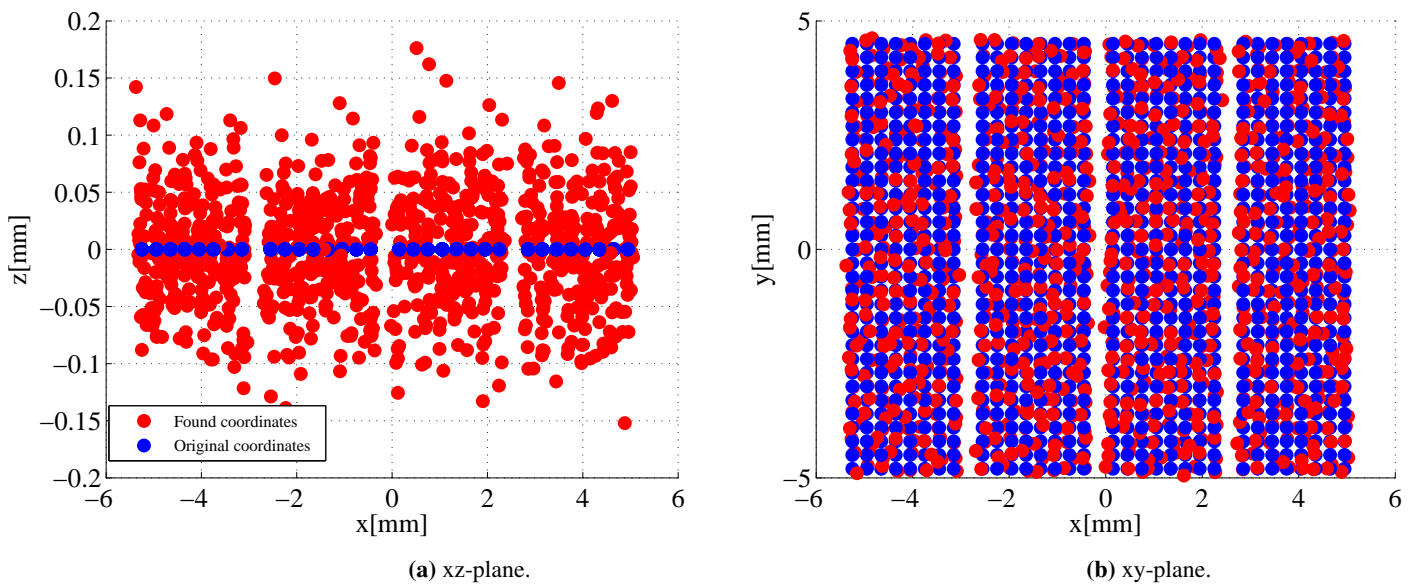 0.2
0.15
0.1
0.05
0
−0.05
−0.1
−0.15
−0.2
z[mm]
Found coordinates
Original coordinates
−6 −4 −2 0 2 4 6
x[mm]
(a) xz-plane.
5
0
−5
y[mm]
−6 −4 −2 0 2 4 6
x[mm]
(b) xy-plane.